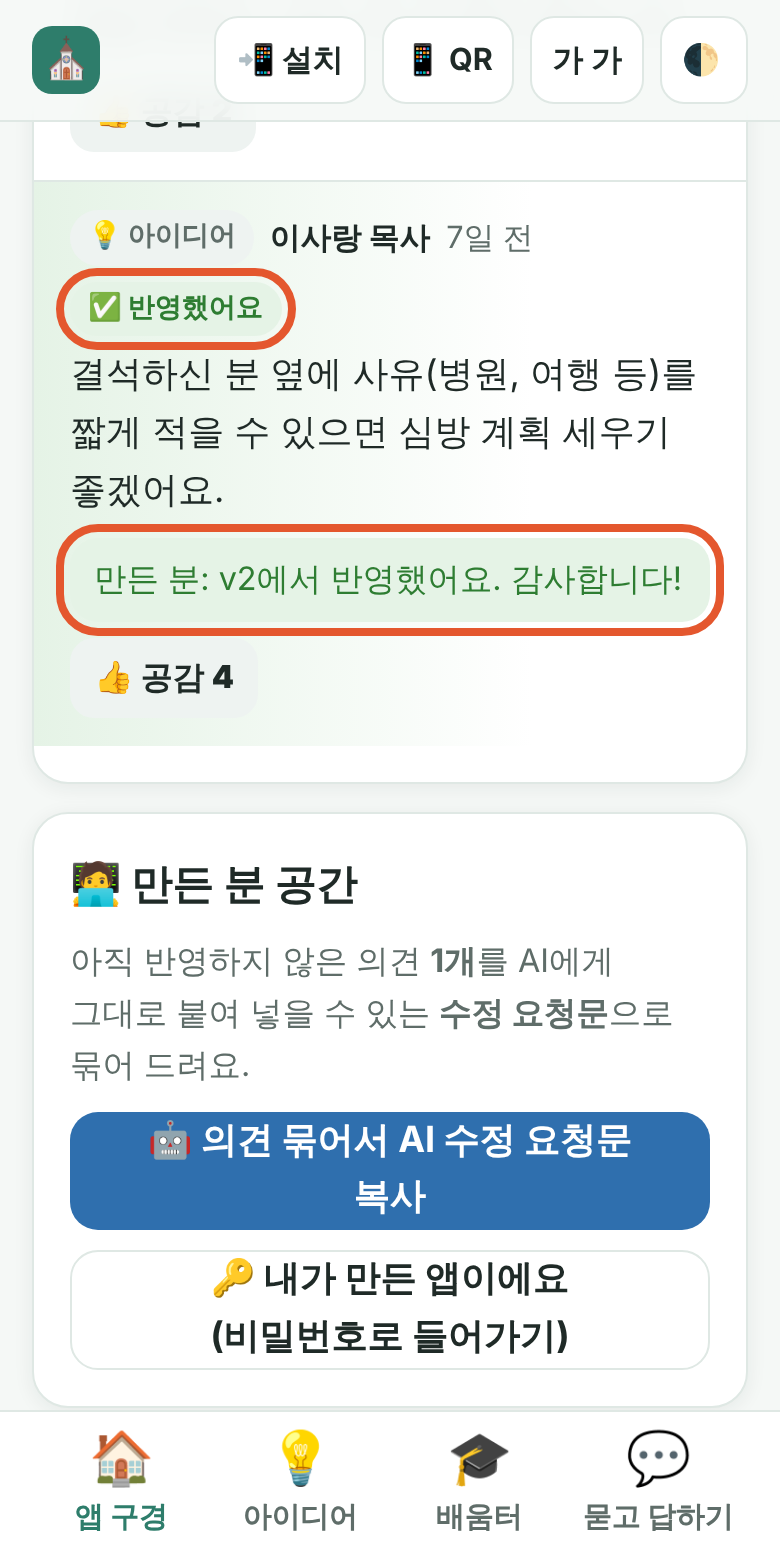 📲 설치
📱 QR
가 가
👍 공감 2
💡 아이디어 이사랑 목사 7일 전
✅ 반영했어요
결석하신 분 옆에 사유(병원, 여행 등)를
짧게 적을 수 있으면 심방 계획 세우기
좋겠어요.
만든 분: v2에서 반영했어요. 감사합니다!
👍 공감 4
🧑‍💻 만든 분 공간
아직 반영하지 않은 의견 1개를 AI에게
그대로 붙여 넣을 수 있는 수정 요청문으로
묶어 드려요.
🤖 의견 묶어서 AI 수정 요청문
복사
🔑 내가 만든 앱이에요
(비밀번호로 들어가기)
앱 구경
아이디어
배움터
묻고 답하기